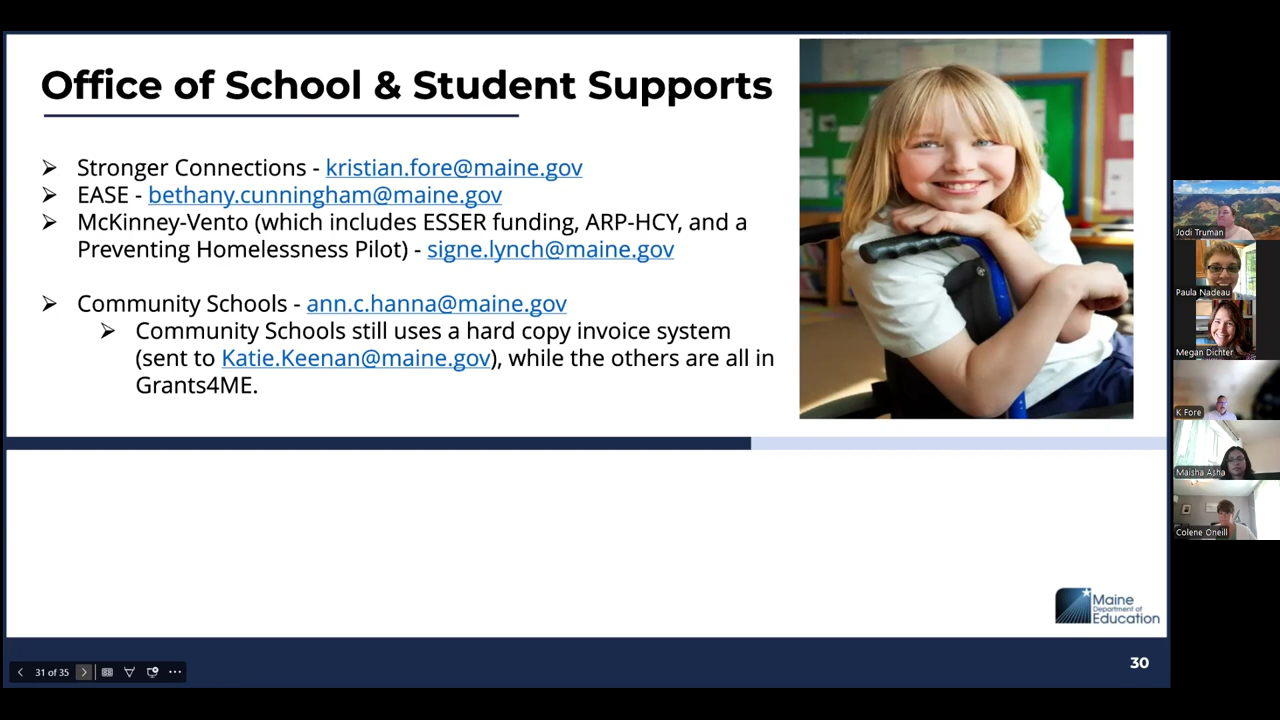 Office of School & Student Supports
➢ Stronger Connections - kristian.fore@maine.gov
➢ EASE - bethany.cunningham@maine.gov
➢ McKinney-Vento (which includes ESSER funding, ARP-HCY, and a
Preventing Homelessness Pilot) - signe.lynch@maine.gov
➢ Community Schools - ann.c.hanna@maine.gov
➢ Community Schools still uses a hard copy invoice system
(sent to Katie.Keenan@maine.gov), while the others are all in
Grants4ME.
Maine
Department of
Education
30
31 of 35
Jodi Truman
Paula Nadeau
Megan Dichter
K Fore
Maisha Asha
Colene Oneill